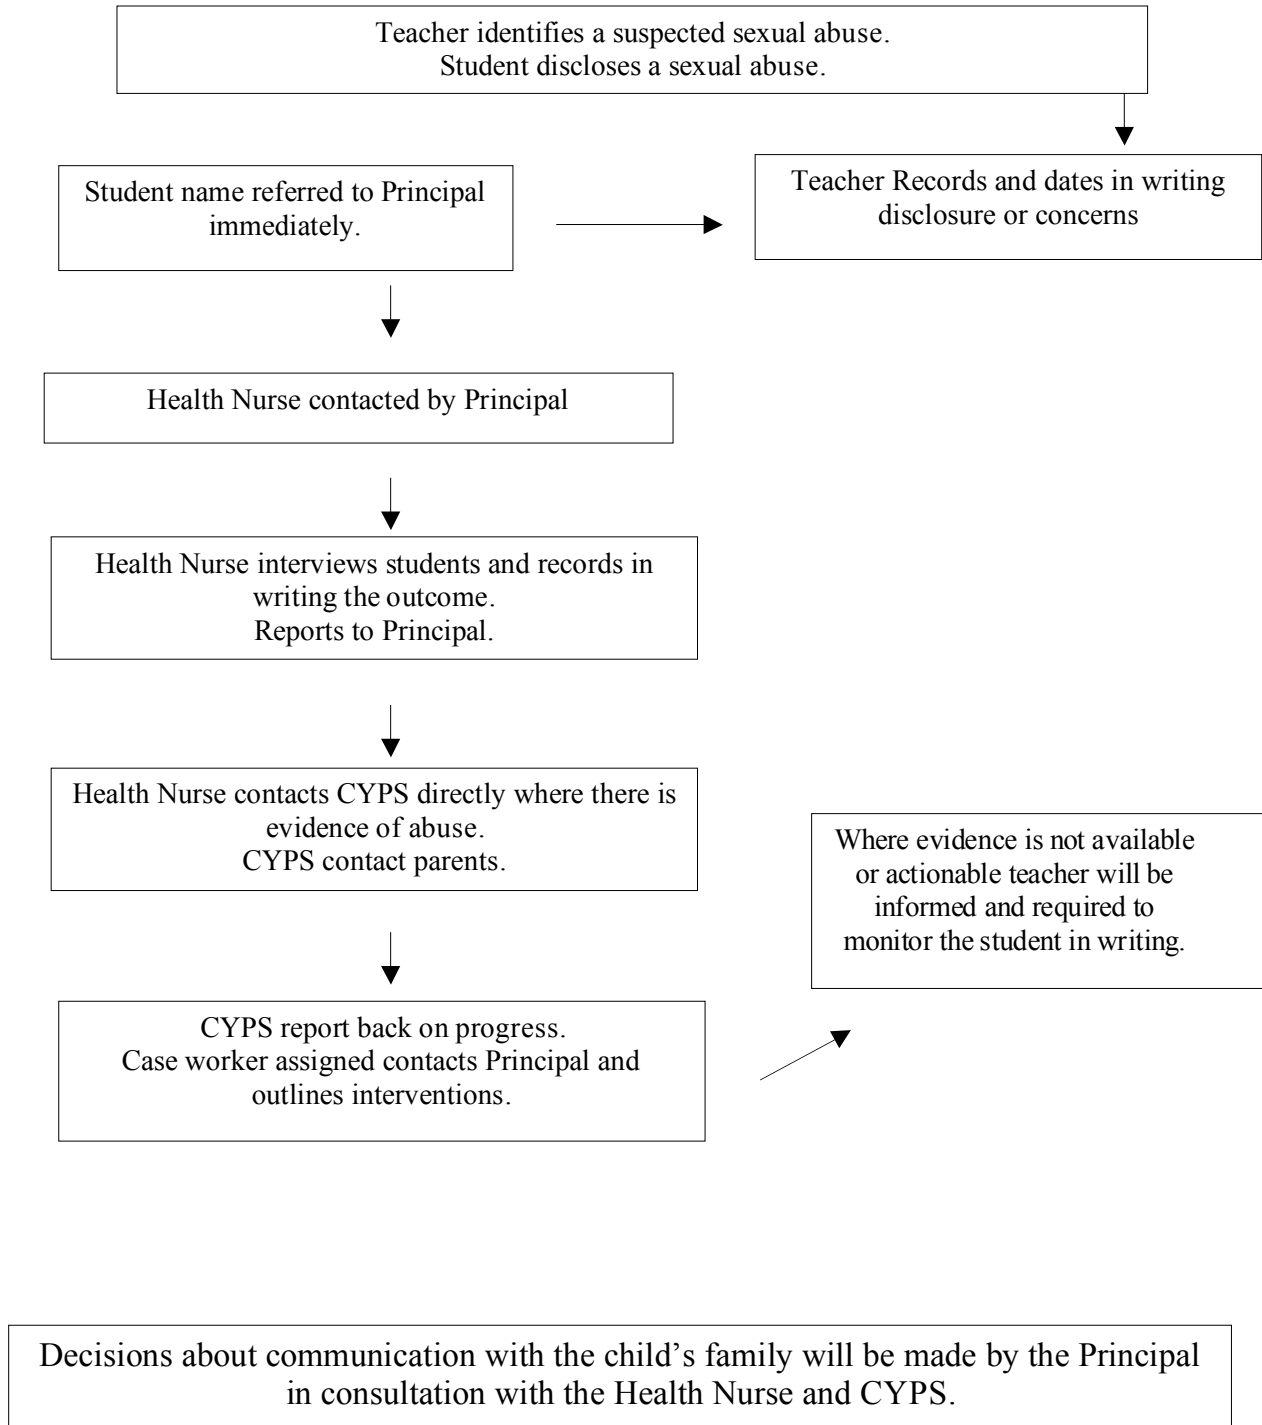 Teacher identifies a suspected sexual abuse.
Student discloses a sexual abuse.
Student name referred to Principal
immediately.
Teacher Records and dates in writing
disclosure or concerns
Health Nurse contacted by Principal
Health Nurse interviews students and records in
writing the outcome.
Reports to Principal.
Health Nurse contacts CYPS directly where there is
evidence of abuse.
CYPS contact parents.
Where evidence is not available
or actionable teacher will be
informed and required to
monitor the student in writing.
CYPS report back on progress.
Case worker assigned contacts Principal and
outlines interventions.
Decisions about communication with the child’s family will be made by the Principal
in consultation with the Health Nurse and CYPS.